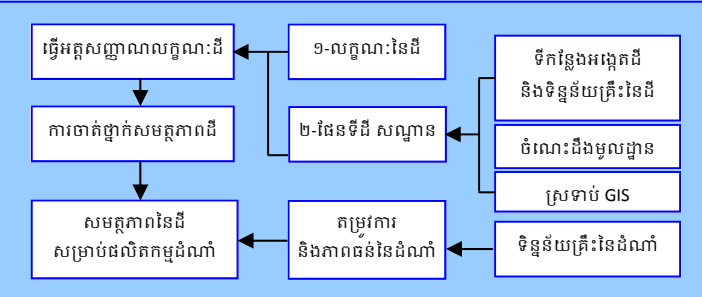 ធ្វើអត្តសញ្ញាណលក្ខណៈដី
១-លក្ខណៈនៃដី
ទីកន្លែងអង្កេតដី
និងទិន្នន័យគ្រឹះនៃដី
ការចាត់ថ្នាក់សមត្ថភាពដី
២-ផែនទីដី សណ្ឋាន
ចំណេះដឹងមូលដ្ឋាន
ស្រទាប់ GIS
សមត្ថភាពនៃដី
សម្រាប់ផលិតកម្មដំណាំ
តម្រូវការ
និងភាពធន់នៃដំណាំ
ទិន្នន័យគ្រឹះនៃដំណាំ